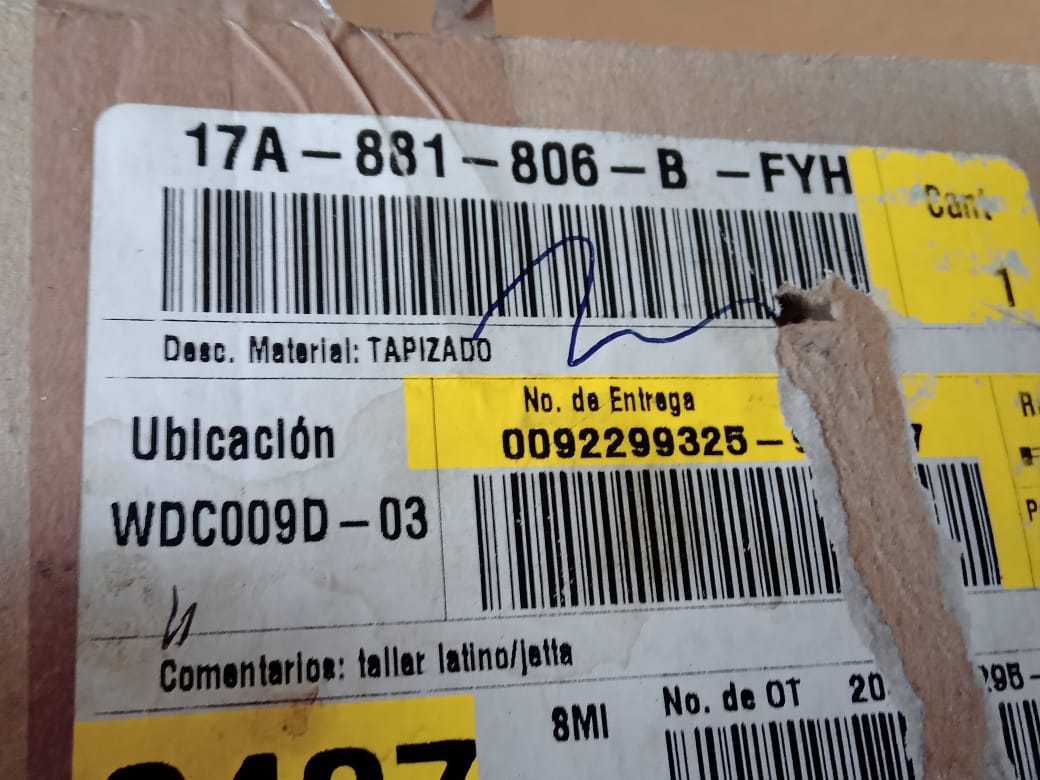 17A-881-806-B -FYH
Cant
1
Desc. Material: TAPIZADO
No. de Entrega
0092299325-
Ubicación
WDC009D-03
Comentarios: taller latino/jetta
8MI
No. de OT 20